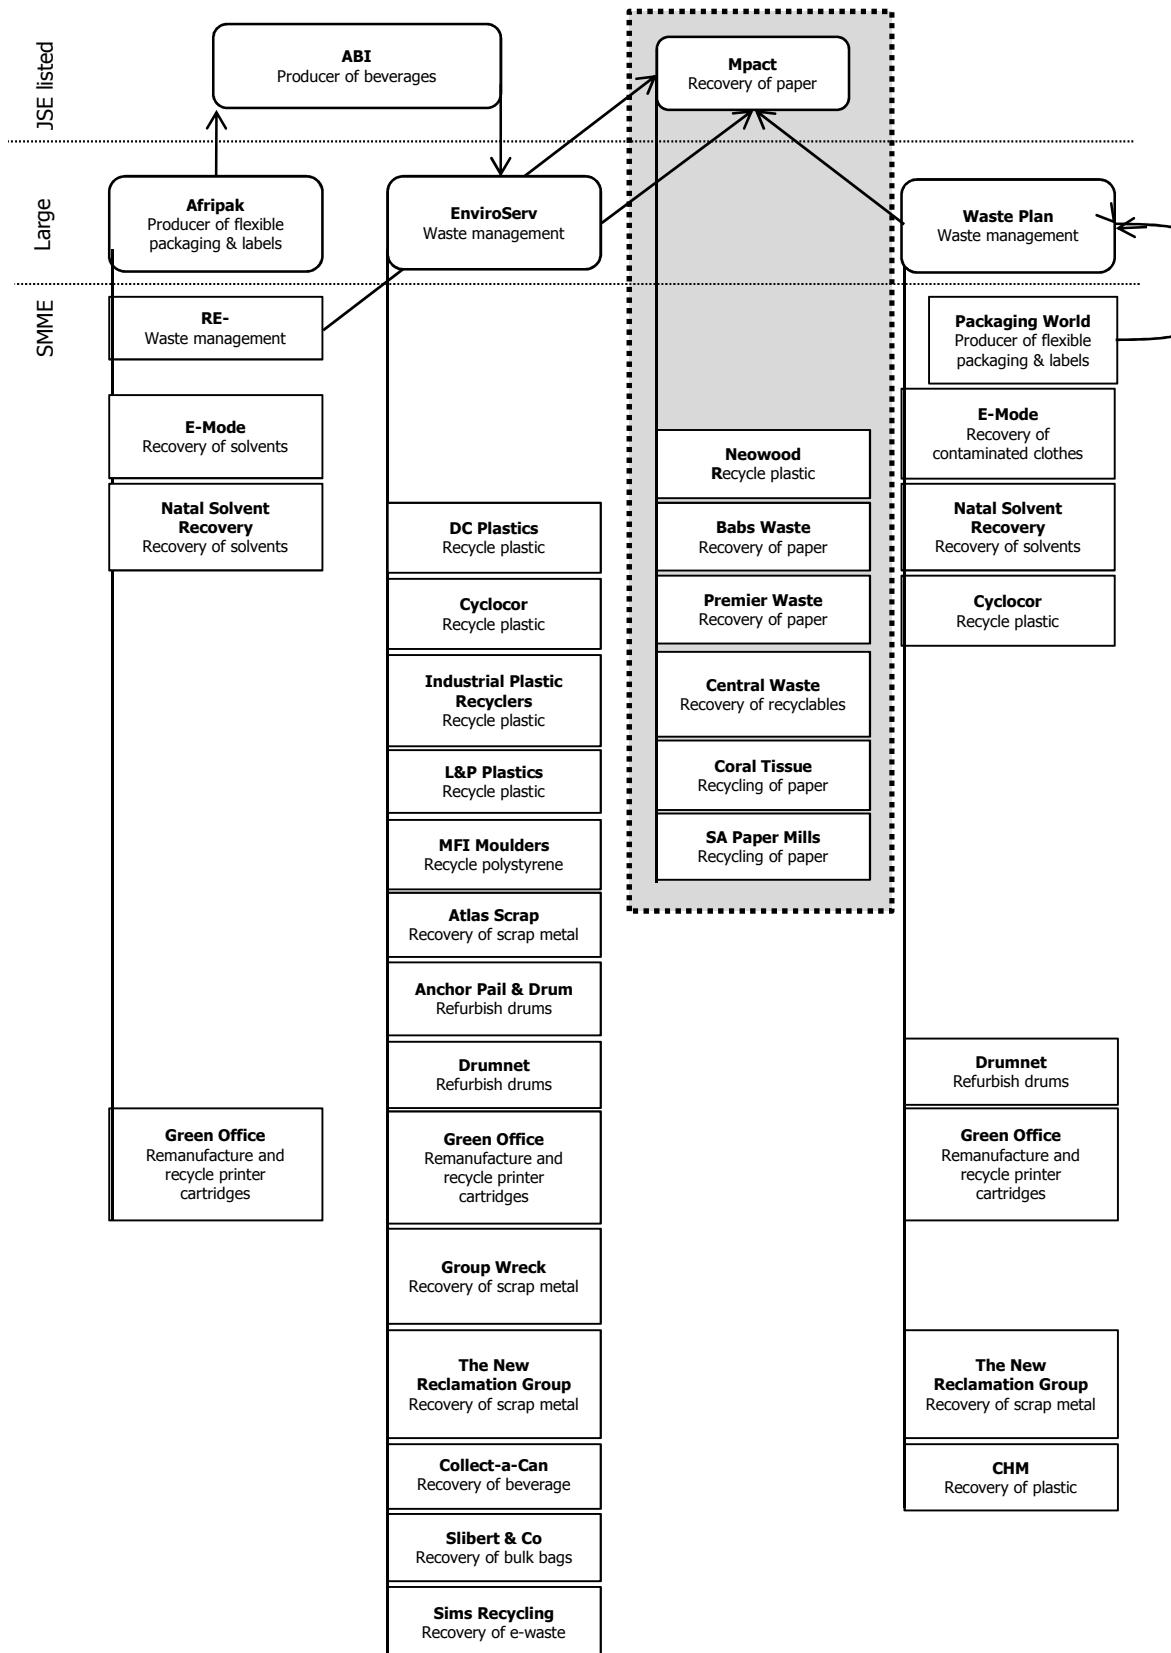 JSE listed
ABI
Producer of beverages
Mpact
Recovery of paper
Large
Afripak
Producer of flexible
packaging & labels
EnviroServ
Waste management
Waste Plan
Waste management
SMME
RE-
Waste management
E-Mode
Recovery of solvents
Natal Solvent
Recovery
Recovery of solvents
Green Office
Remanufacture and
recycle printer
cartridges
DC Plastics
Recycle plastic
Cyclocor
Recycle plastic
Industrial Plastic
Recyclers
Recycle plastic
L&P Plastics
Recycle plastic
MFI Moulders
Recycle polystyrene
Atlas Scrap
Recovery of scrap metal
Anchor Pail & Drum
Refurbish drums
Drumnet
Refurbish drums
Green Office
Remanufacture and
recycle printer
cartridges
Group Wreck
Recovery of scrap metal
The New
Reclamation Group
Recovery of scrap metal
Collect-a-Can
Recovery of beverage
Slibert & Co
Recovery of bulk bags
Sims Recycling
Recovery of e-waste
Neowood
Recycle plastic
Babs Waste
Recovery of paper
Premier Waste
Recovery of paper
Central Waste
Recovery of recyclables
Coral Tissue
Recycling of paper
SA Paper Mills
Recycling of paper
Packaging World
Producer of flexible
packaging & labels
E-Mode
Recovery of
contaminated clothes
Natal Solvent
Recovery
Recovery of solvents
Cyclocor
Recycle plastic
Drumnet
Refurbish drums
Green Office
Remanufacture and
recycle printer
cartridges
The New
Reclamation Group
Recovery of scrap metal
CHM
Recovery of plastic